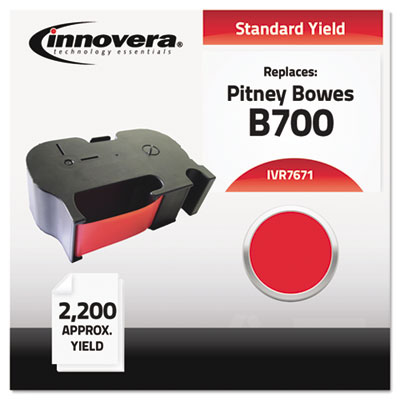 innovera®
technology essentials
Standard Yield
Replaces:
Pitney Bowes
B700
IVR7671
2,200
APPROX.
YIELD